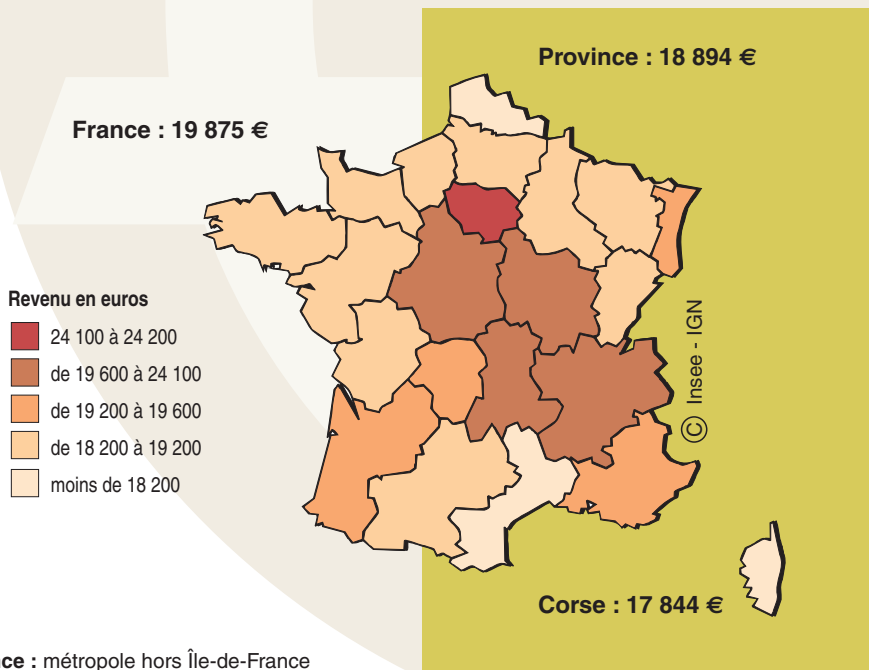 Province : 18 894 €
France : 19 875 €
Revenu en euros
24 100 à 24 200
de 19 600 à 24 100
de 19 200 à 19 600
de 18 200 à 19 200
moins de 18 200
© Insee - IGN
Corse : 17 844 €
ce : métropole hors Île-de-France